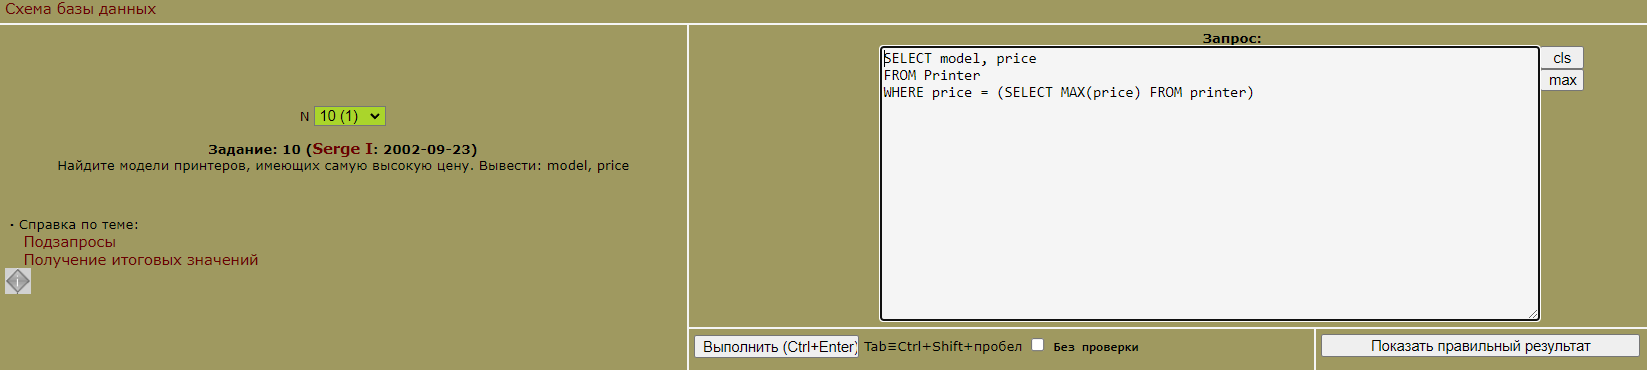 Схема базы данных
N 10 (1)
Задание: 10 (Serge I: 2002-09-23)
Найдите модели принтеров, имеющих самую высокую цену. Вывести: model, price
· Справка по теме:
Подзапросы
Получение итоговых значений
Запрос:
SELECT model, price
FROM Printer
WHERE price = (SELECT MAX(price) FROM printer)
cls
max
Выполнить (Ctrl+Enter) Tab≡Ctrl+Shift+пробел Без проверки
Показать правильный результат